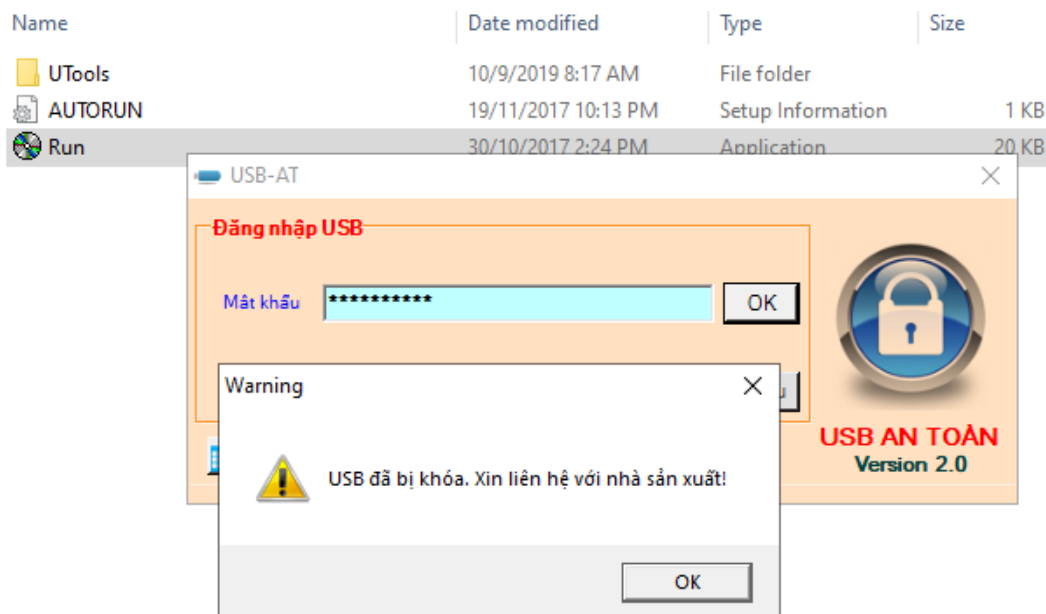 Name Date modified Type Size
UTools 10/9/2019 8:17 AM File folder
AUTORUN 19/11/2017 10:13 PM Setup Information 1 KB
Run 30/10/2017 2:24 PM Application 20 KB
USB-AT
Đăng nhập USB
Mât khẩu ********** OK
Warning
USB AN TOÀN
Version 2.0
USB đã bị khóa. Xin liên hệ với nhà sản xuất!
OK